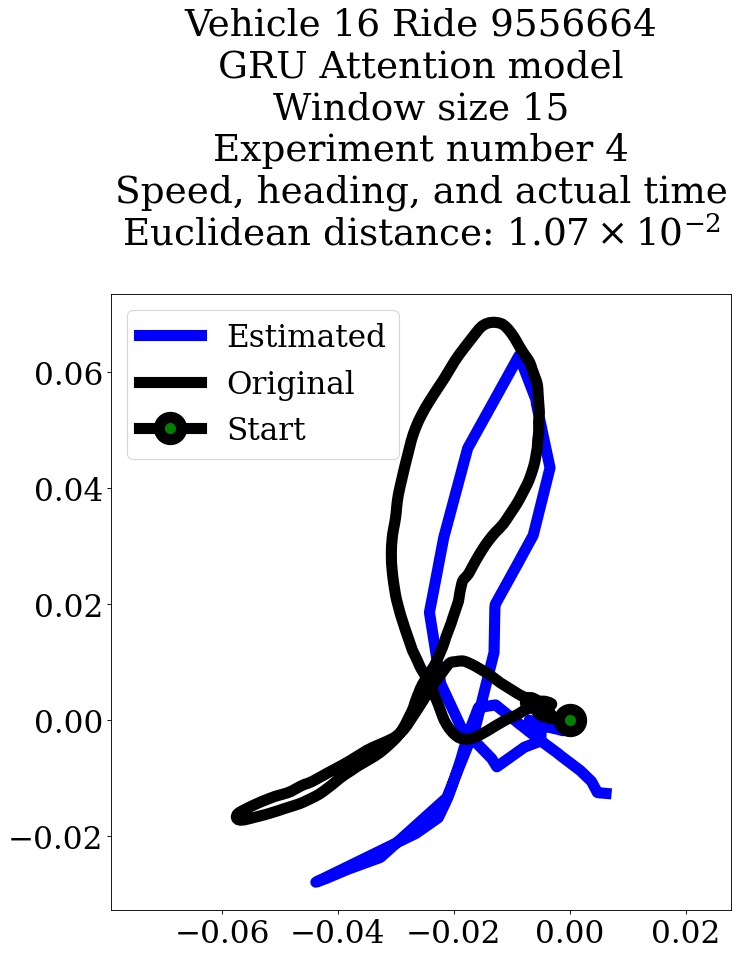 Vehicle 16 Ride 9556664
GRU Attention model
Window size 15
Experiment number 4
Speed, heading, and actual time
Euclidean distance: 1.07 × 10⁻²
Estimated
Original
Start
0.06
0.04
0.02
0.00
−0.02
−0.06 −0.04 −0.02 0.00 0.02